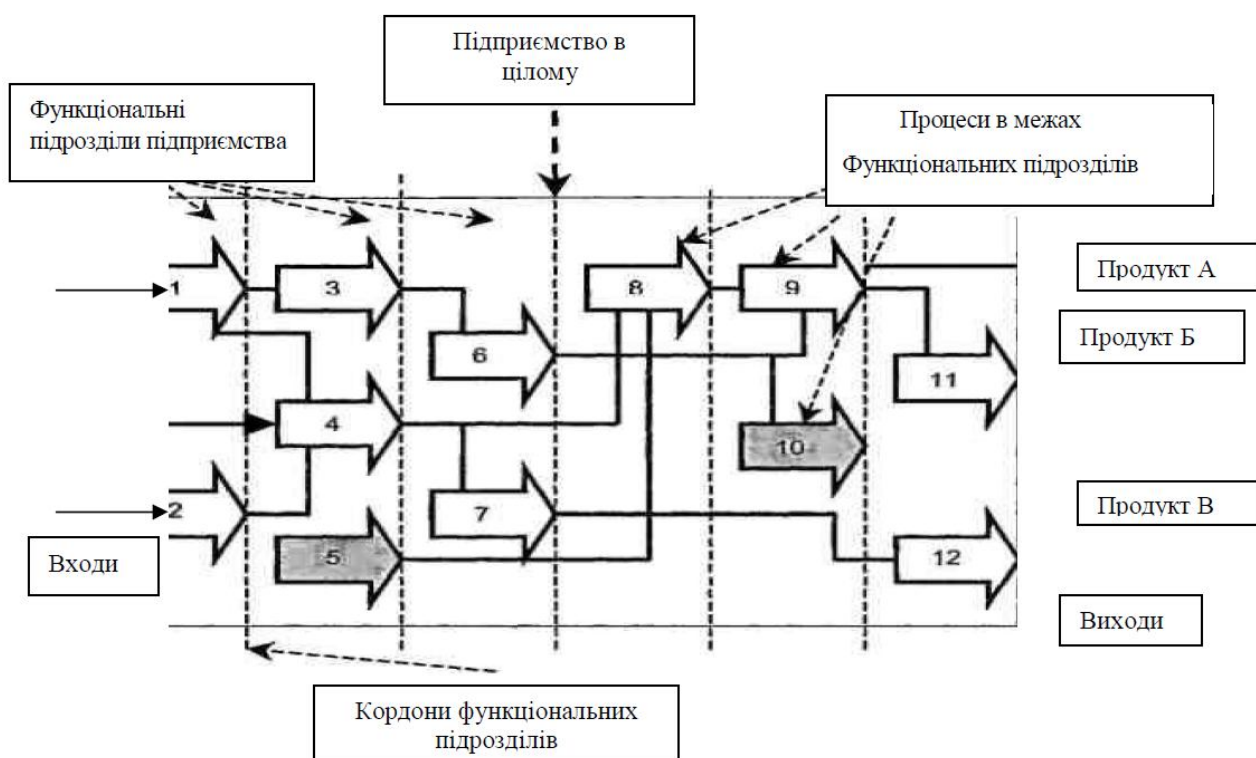 Підприємство в
цілому
Функціональні
підрозділи підприємства
Процеси в межах
Функціональних підрозділів
1
3
8
9
Продукт А
Продукт Б
6
11
4
10
2
7
Продукт В
5
12
Входи
Виходи
Кордони функціональних
підрозділів